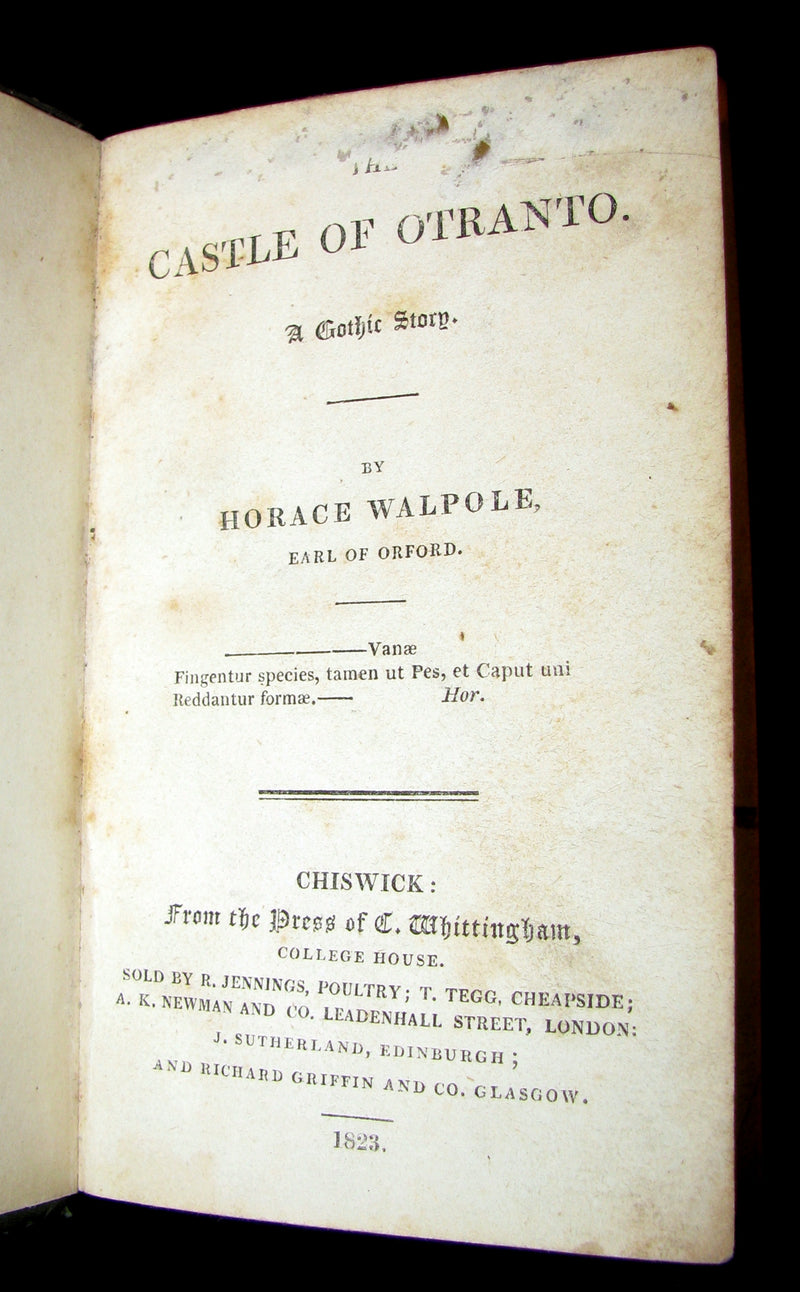 THE
CASTLE OF OTRANTO.
A Gothic Story.
BY
HORACE WALPOLE,
EARL OF ORFORD.
——————Vanæ
Fingentur species, tamen ut Pes, et Caput uni
Reddantur formæ.—— Hor.
CHISWICK:
From the Press of C. Whittingham,
COLLEGE HOUSE.
SOLD BY R. JENNINGS, POULTRY; T. TEGG, CHEAPSIDE;
A. K. NEWMAN AND CO. LEADENHALL STREET, LONDON:
J. SUTHERLAND, EDINBURGH;
AND RICHARD GRIFFIN AND CO. GLASGOW.
1823.